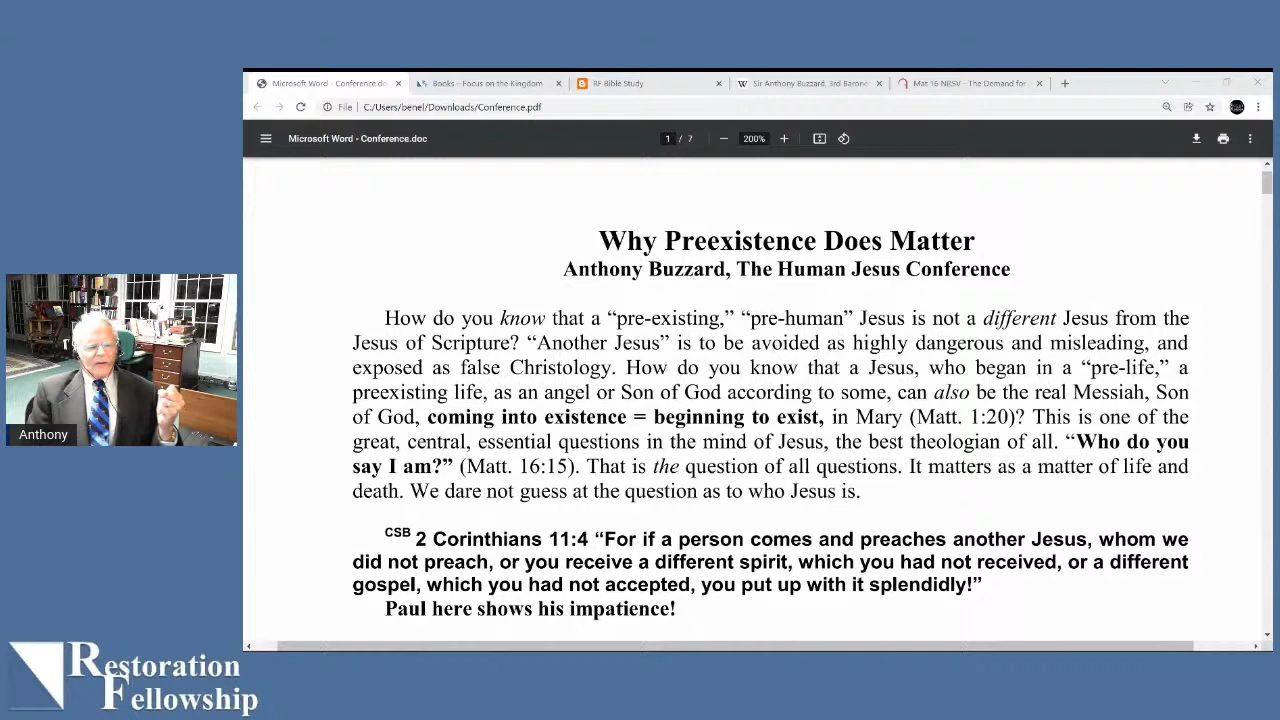 Microsoft Word - Conference.do
Books – Focus on the Kingdom
RF Bible Study
Sir Anthony Buzzard, 3rd Barone
Mat 16 NRSV - The Demand for
File
C:/Users/benel/Downloads/Conference.pdf
Microsoft Word - Conference.doc
1 / 7
200%
Why Preexistence Does Matter
Anthony Buzzard, The Human Jesus Conference
How do you know that a “pre-existing,” “pre-human” Jesus is not a different Jesus from the
Jesus of Scripture? “Another Jesus” is to be avoided as highly dangerous and misleading, and
exposed as false Christology. How do you know that a Jesus, who began in a “pre-life,” a
preexisting life, as an angel or Son of God according to some, can also be the real Messiah, Son
of God, coming into existence = beginning to exist, in Mary (Matt. 1:20)? This is one of the
great, central, essential questions in the mind of Jesus, the best theologian of all. “Who do you
say I am?” (Matt. 16:15). That is the question of all questions. It matters as a matter of life and
death. We dare not guess at the question as to who Jesus is.
CSB 2 Corinthians 11:4 “For if a person comes and preaches another Jesus, whom we
did not preach, or you receive a different spirit, which you had not received, or a different
gospel, which you had not accepted, you put up with it splendidly!”
Paul here shows his impatience!
Anthony
Restoration
Fellowship